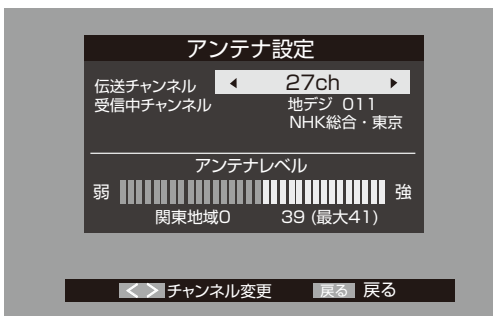 アンテナ設定
伝送チャンネル ◀ 27ch ▶
受信中チャンネル 地デジ 011
NHK総合・東京
アンテナレベル
弱 強
関東地域0 39 (最大41)
< > チャンネル変更 戻る 戻る